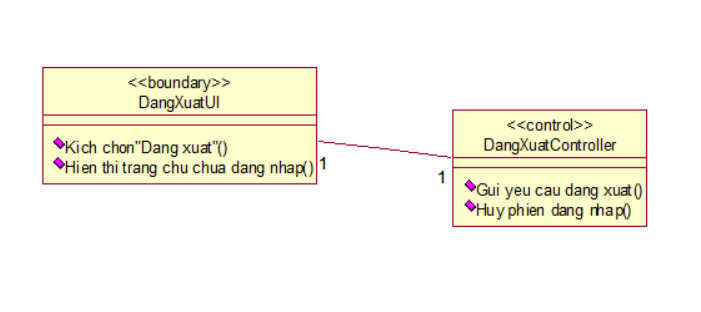 <<boundary>>
DangXuatUI
Kich chon"Dang xuat"()
Hien thi trang chu chua dang nhap()
1
1
<<control>>
DangXuatController
Gui yeu cau dang xuat()
Huy phien dang nhap()